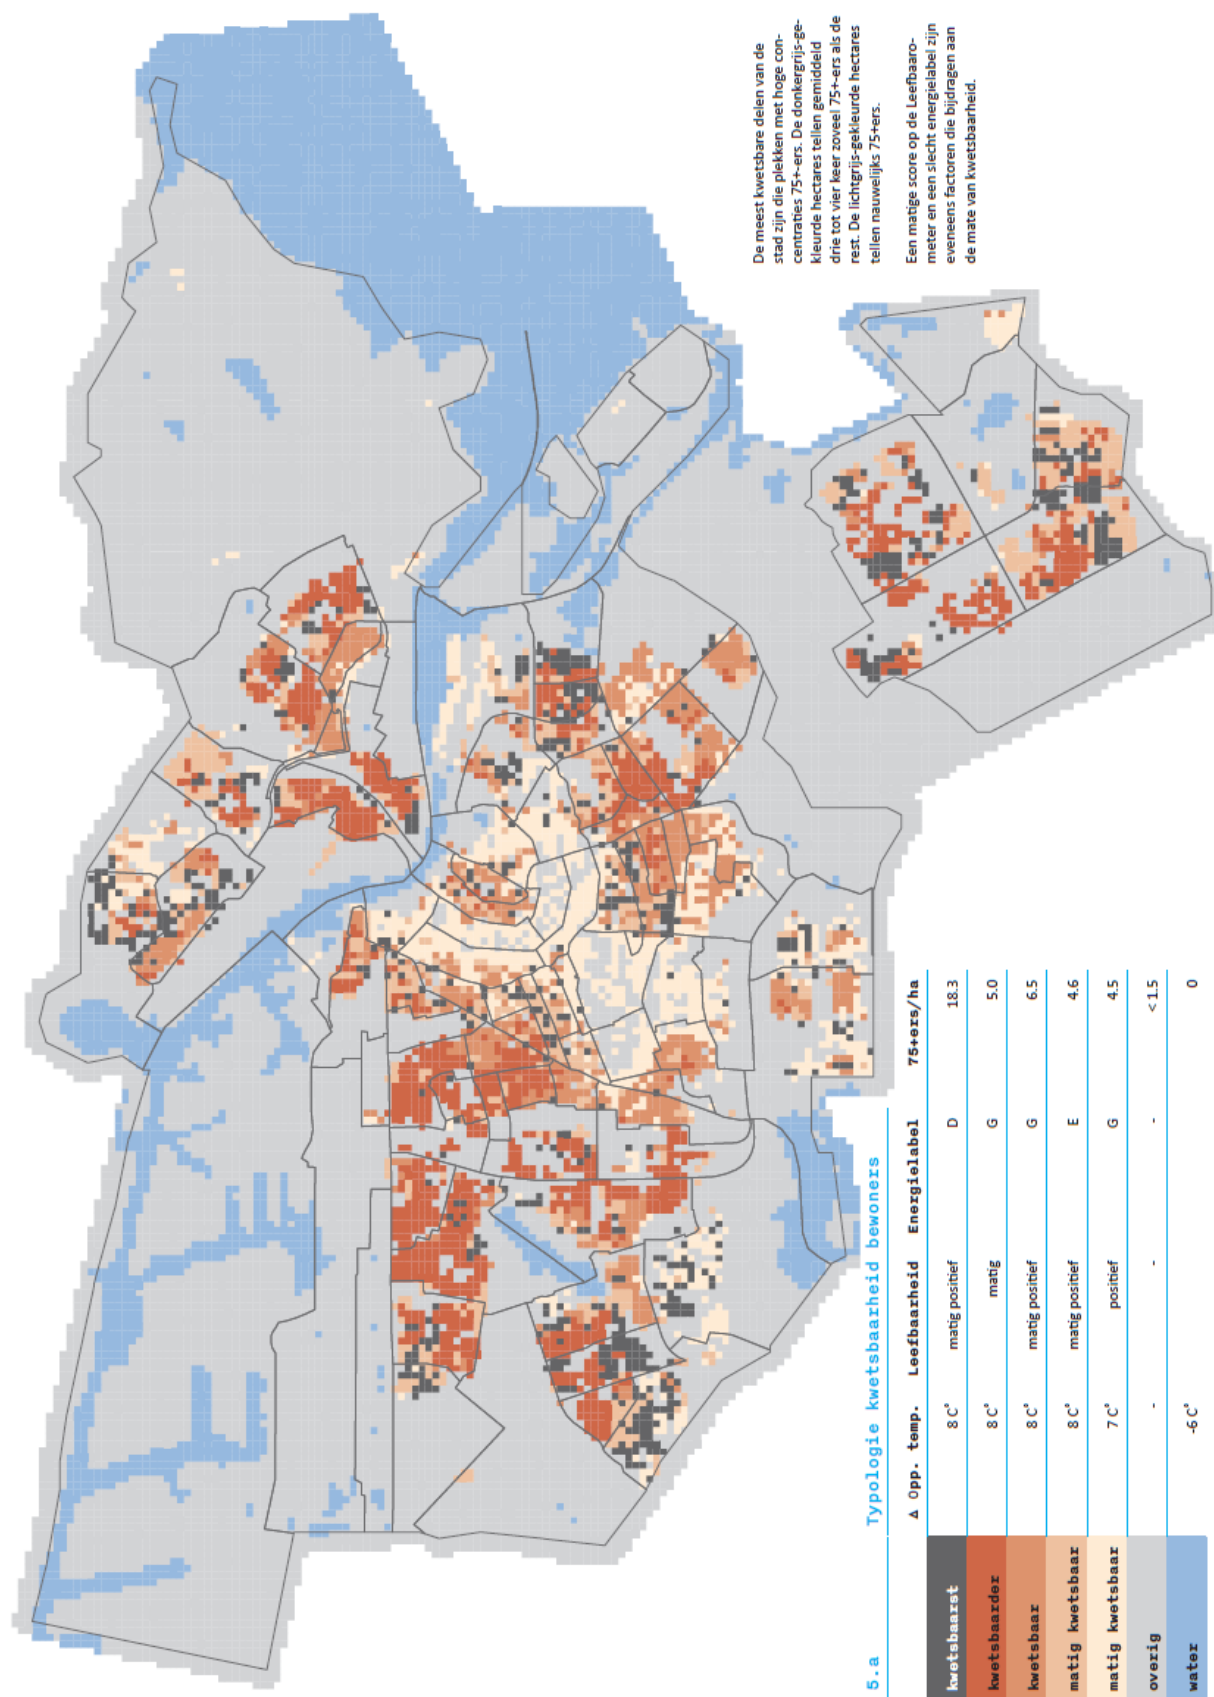 De meest kwetsbare delen van de
stad zijn die plekken met hoge con-
centraties 75+-ers. De donkergrijs-ge-
kleurde hectares tellen gemiddeld
drie tot vier keer zoveel 75+-ers als de
rest. De lichtgrijs-gekleurde hectares
tellen nauwelijks 75+ers.
Een matige score op de Leefbaaro-
meter en een slecht energielabel zijn
eveneens factoren die bijdragen aan
de mate van kwetsbaarheid.
5.a Typologie kwetsbaarheid bewoners
Δ Opp. temp. Leefbaarheid Energielabel 75+ers/ha
kwetsbaarst 8 C° matig positief D 18.3
kwetsbaarder 8 C° matig G 5.0
kwetsbaar 8 C° matig positief G 6.5
matig kwetsbaar 8 C° matig positief E 4.6
matig kwetsbaar 7 C° positief G 4.5
overig - - - < 1.5
water -6 C° 0